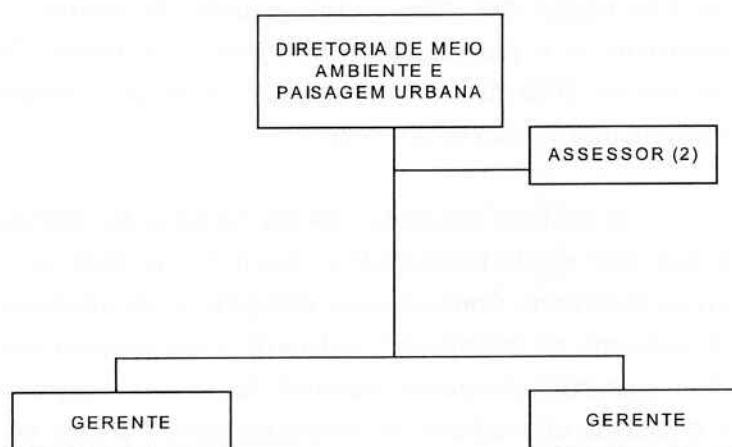 DIRETORIA DE MEIO
AMBIENTE E
PAISAGEM URBANA
ASSESSOR (2)
GERENTE
GERENTE